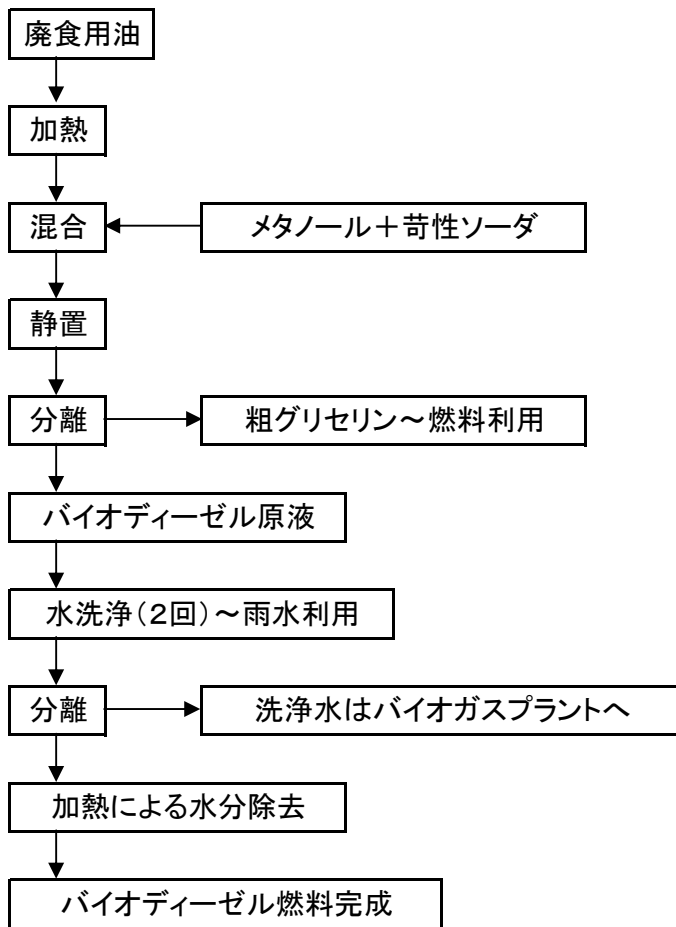 廃食用油
加熱
混合
メタノール＋苛性ソーダ
静置
分離
粗グリセリン～燃料利用
バイオディーゼル原液
水洗浄（２回）～雨水利用
分離
洗浄水はバイオガスプラントへ
加熱による水分除去
バイオディーゼル燃料完成